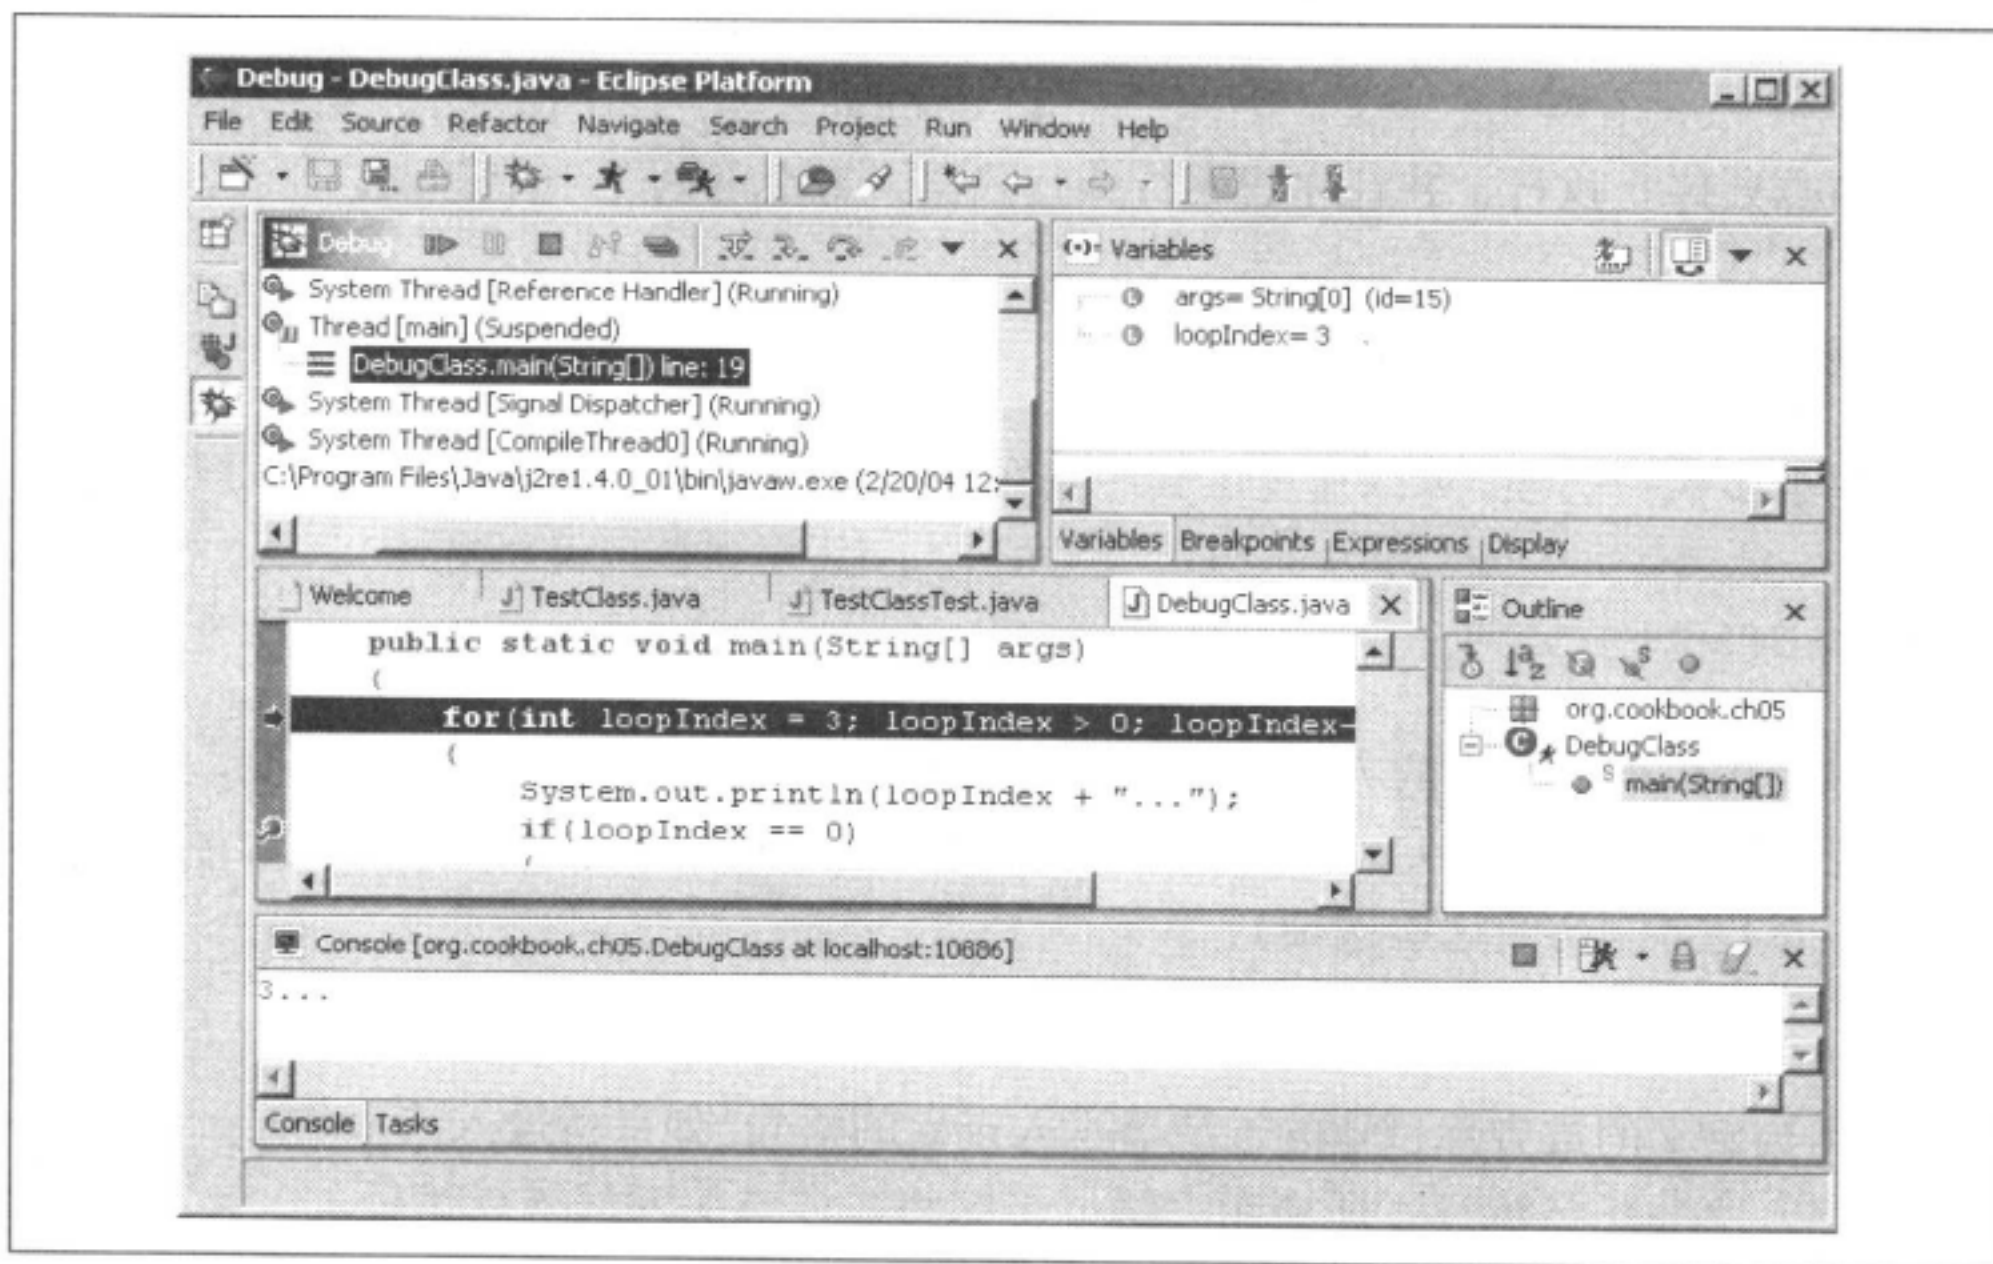 Debug - DebugClass.java - Eclipse Platform
File Edit Source Refactor Navigate Search Project Run Window Help
Debug
System Thread [Reference Handler] (Running)
Thread [main] (Suspended)
DebugClass.main(String[]) line: 19
System Thread [Signal Dispatcher] (Running)
System Thread [CompileThread0] (Running)
C:\Program Files\Java\j2re1.4.0_01\bin\javaw.exe (2/20/04 12:
(x)= Variables
args= String[0] (id=15)
loopIndex= 3
Variables Breakpoints Expressions Display
Welcome TestClass.java TestClassTest.java DebugClass.java
public static void main(String[] args)
{
for(int loopIndex = 3; loopIndex > 0; loopIndex-
{
System.out.println(loopIndex + "...");
if(loopIndex == 0)
{
Outline
org.cookbook.ch05
DebugClass
main(String[])
Console [org.cookbook.ch05.DebugClass at localhost:10686]
3...
Console Tasks